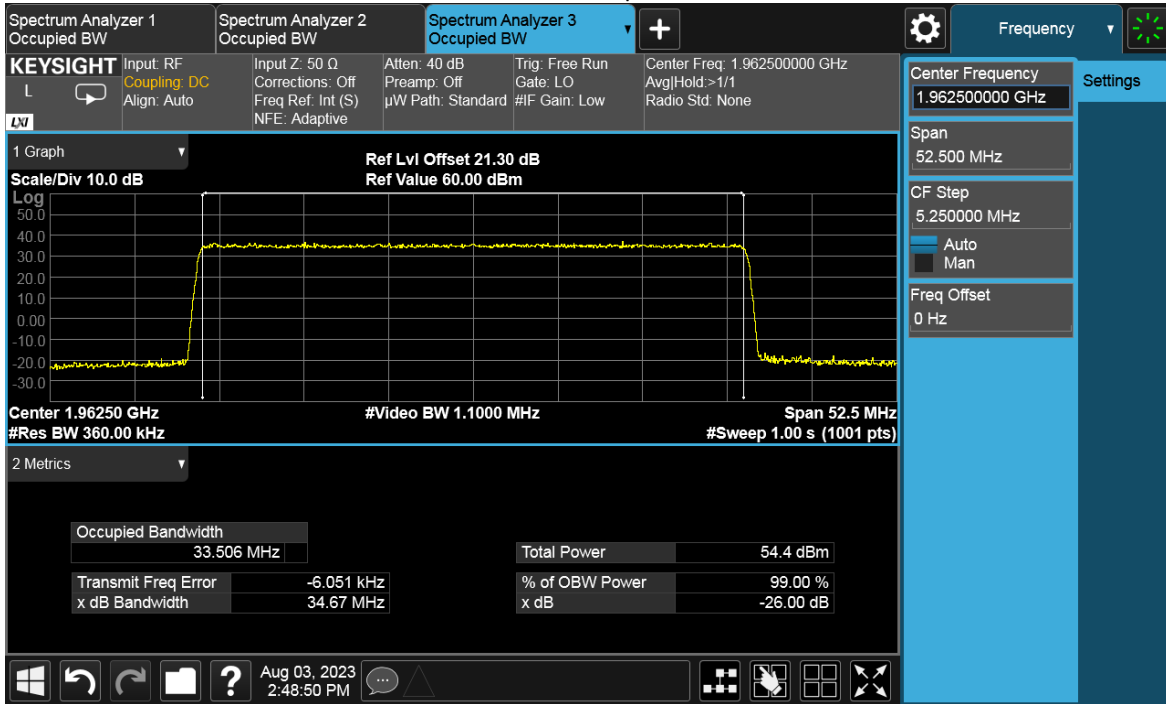 Spectrum Analyzer 1
Occupied BW
Spectrum Analyzer 2
Occupied BW
Spectrum Analyzer 3
Occupied BW
Frequency
KEYSIGHT
L
LXI
Input: RF
Coupling: DC
Align: Auto
Input Z: 50 Ω
Corrections: Off
Freq Ref: Int (S)
NFE: Adaptive
Atten: 40 dB
Preamp: Off
µW Path: Standard
Trig: Free Run
Gate: LO
#IF Gain: Low
Center Freq: 1.962500000 GHz
Avg|Hold:>1/1
Radio Std: None
Center Frequency
1.962500000 GHz
Settings
Span
52.500 MHz
CF Step
5.250000 MHz
Auto
Man
Freq Offset
0 Hz
1 Graph
Scale/Div 10.0 dB
Ref Lvl Offset 21.30 dB
Ref Value 60.00 dBm
Log
50.0
40.0
30.0
20.0
10.0
0.00
-10.0
-20.0
-30.0
Center 1.96250 GHz
#Video BW 1.1000 MHz
Span 52.5 MHz
#Res BW 360.00 kHz
#Sweep 1.00 s (1001 pts)
2 Metrics
Occupied Bandwidth
33.506 MHz
Total Power 54.4 dBm
Transmit Freq Error -6.051 kHz
% of OBW Power 99.00 %
x dB Bandwidth 34.67 MHz
x dB -26.00 dB
Aug 03, 2023
2:48:50 PM